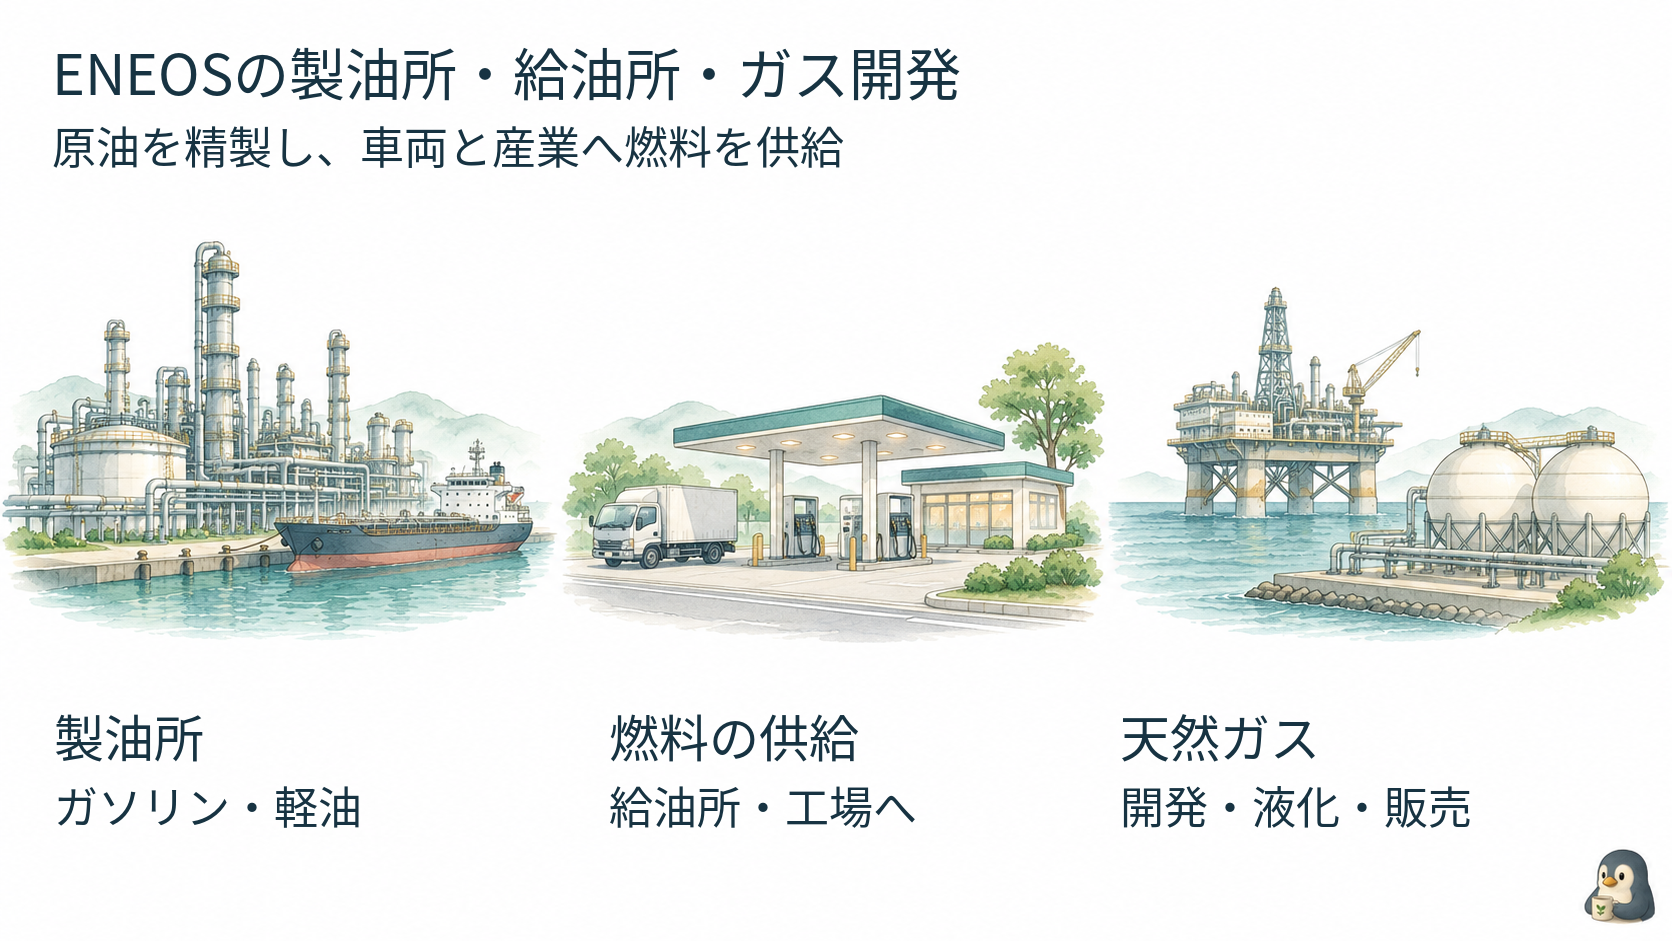 ENEOSの製油所・給油所・ガス開発
原油を精製し、車両と産業へ燃料を供給
製油所
ガソリン・軽油
燃料の供給
給油所・工場へ
天然ガス
開発・液化・販売